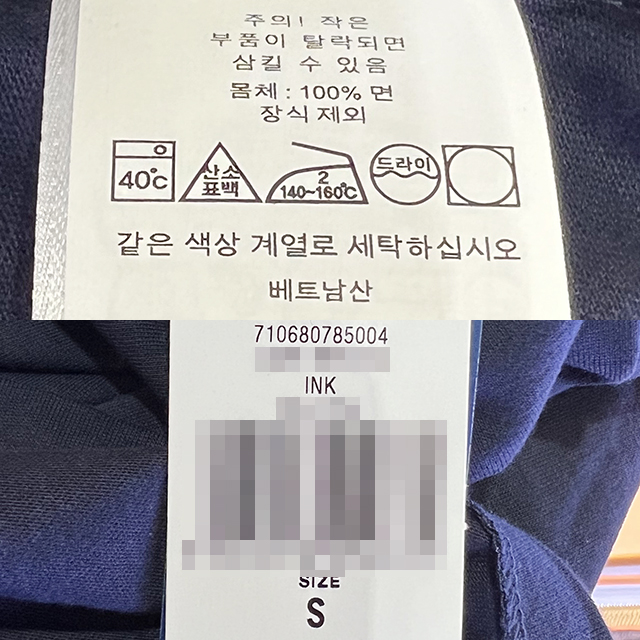 주의! 작은
부품이 탈락되면
삼킬 수 있음
몸체 : 100% 면
장식 제외
40℃
산소
표백
2
140~160℃
드라이
같은 색상 계열로 세탁하십시오
베트남산
710680785004
INK
SIZE
S